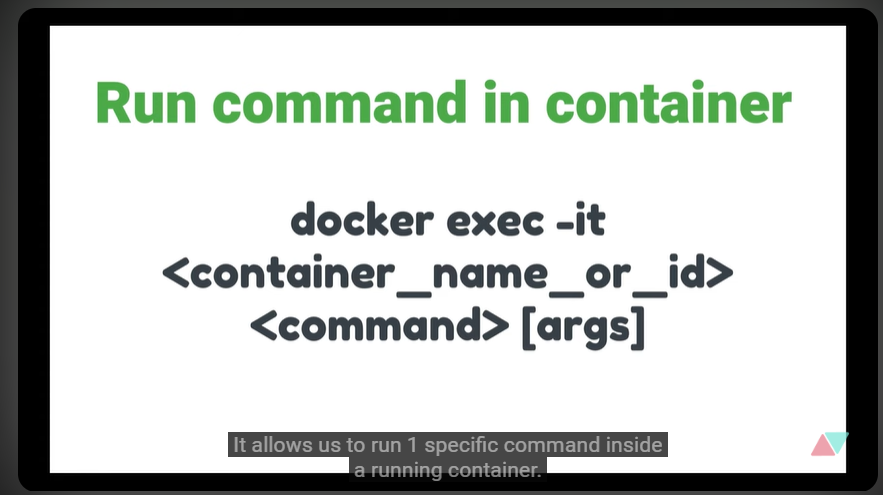 Run command in container
docker exec -it
<container_name_or_id>
<command> [args]
It allows us to run 1 specific command inside
a running container.